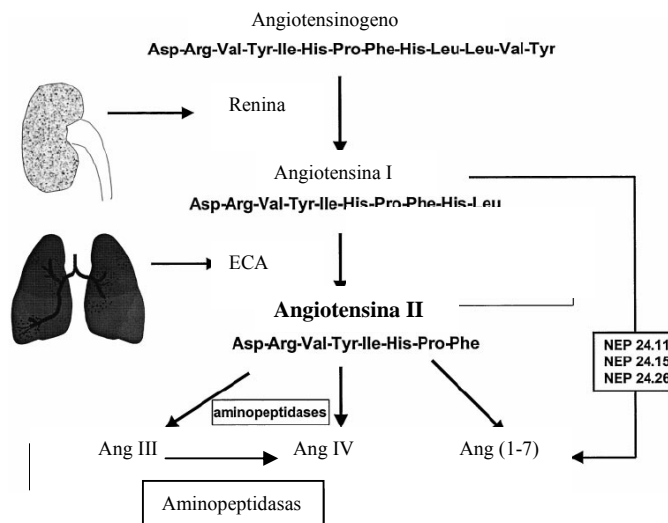 Angiotensinogeno
Asp-Arg-Val-Tyr-Ile-His-Pro-Phe-His-Leu-Leu-Val-Tyr
Renina
Angiotensina I
Asp-Arg-Val-Tyr-Ile-His-Pro-Phe-His-Leu
ECA
Angiotensina II
Asp-Arg-Val-Tyr-Ile-His-Pro-Phe
NEP 24.11
NEP 24.15
NEP 24.26
aminopeptidases
Ang III
Ang IV
Ang (1-7)
Aminopeptidasas